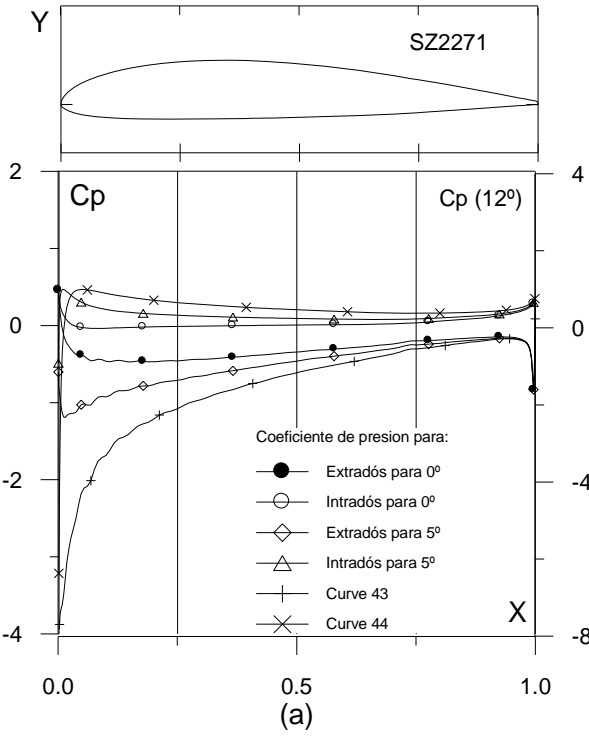 Y
SZ2271
2
Cp
Cp (12º)
4
0
0
-2
-4
-4
-8
Coeficiente de presion para:
Extradós para 0º
Intradós para 0º
Extradós para 5º
Intradós para 5º
Curve 43
Curve 44
X
0.0
0.5
1.0
(a)